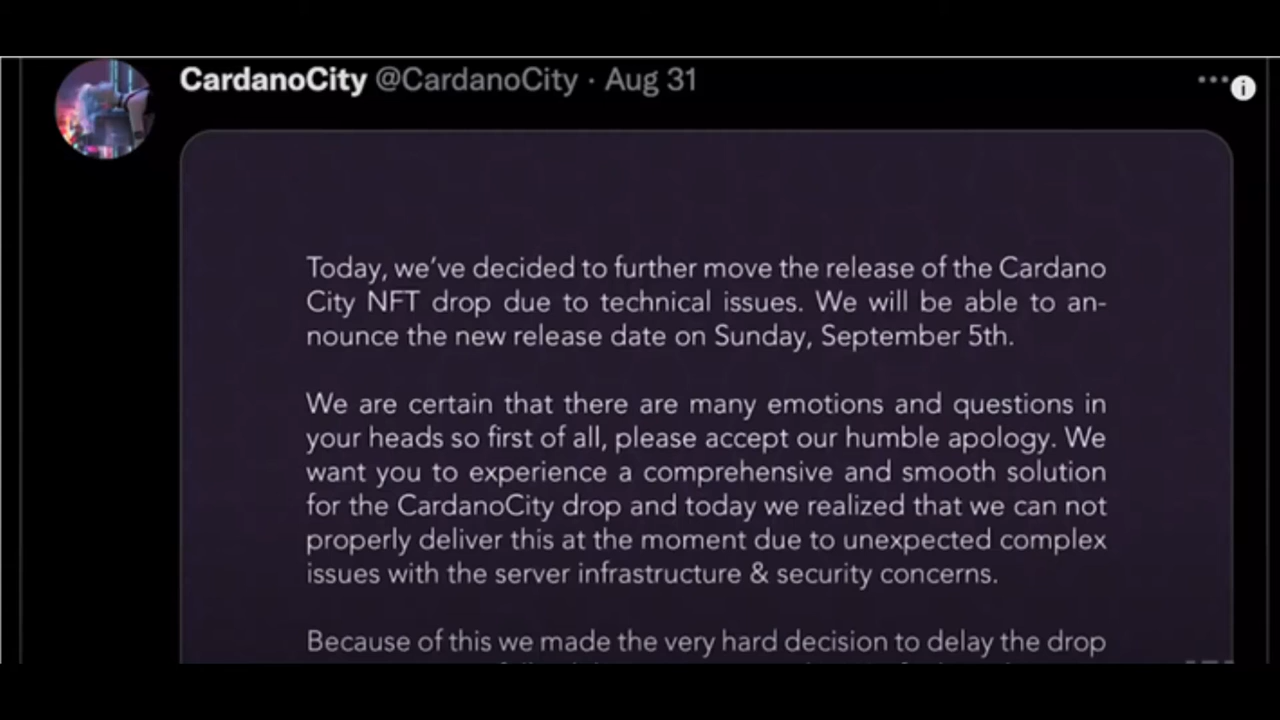 CardanoCity @CardanoCity · Aug 31
Today, we've decided to further move the release of the Cardano
City NFT drop due to technical issues. We will be able to an-
nounce the new release date on Sunday, September 5th.
We are certain that there are many emotions and questions in
your heads so first of all, please accept our humble apology. We
want you to experience a comprehensive and smooth solution
for the CardanoCity drop and today we realized that we can not
properly deliver this at the moment due to unexpected complex
issues with the server infrastructure & security concerns.
Because of this we made the very hard decision to delay the drop